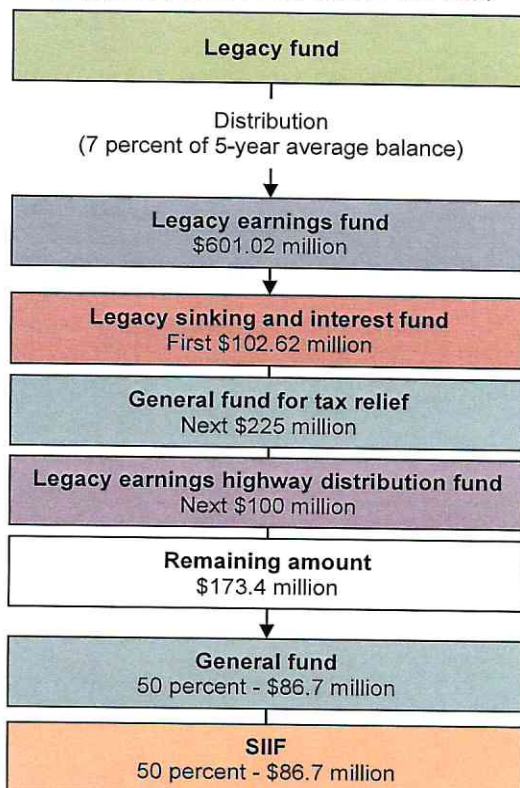 Legacy fund
Distribution
(7 percent of 5-year average balance)
Legacy earnings fund
$601.02 million
Legacy sinking and interest fund
First $102.62 million
General fund for tax relief
Next $225 million
Legacy earnings highway distribution fund
Next $100 million
Remaining amount
$173.4 million
General fund
50 percent - $86.7 million
SIIF
50 percent - $86.7 million